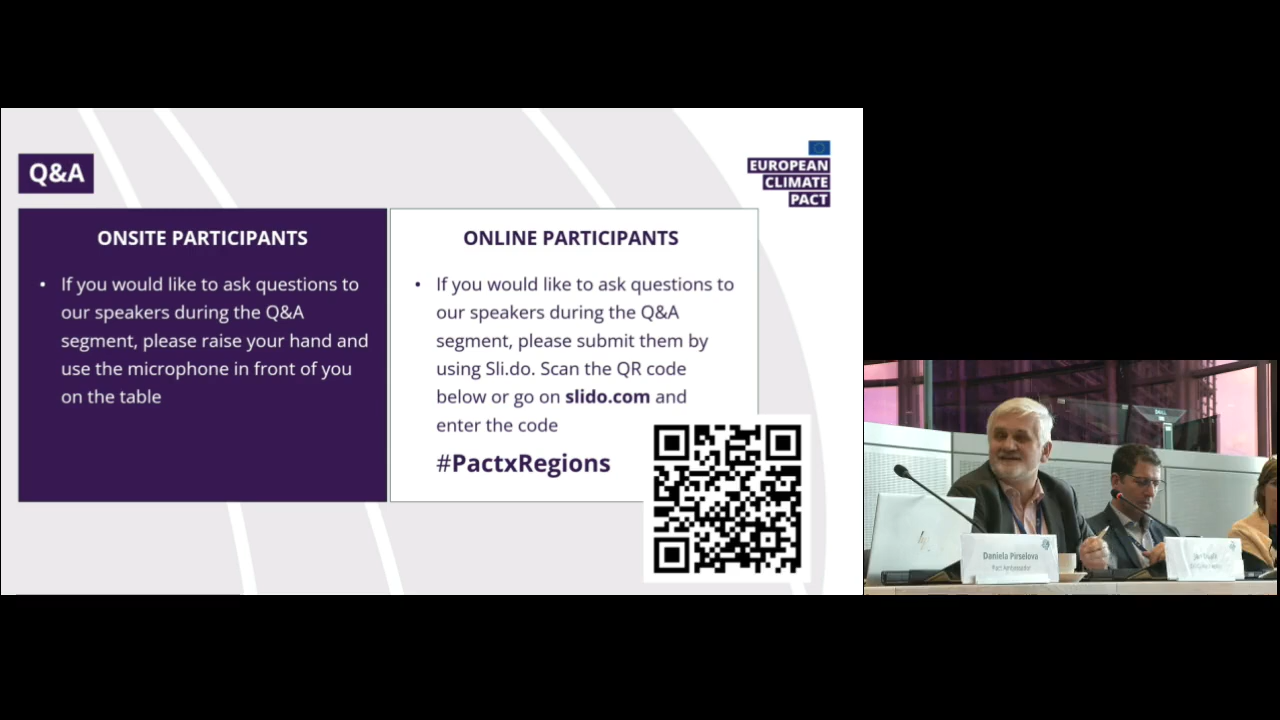 Q&A
EUROPEAN
CLIMATE
PACT
ONSITE PARTICIPANTS
• If you would like to ask questions to
our speakers during the Q&A
segment, please raise your hand and
use the microphone in front of you
on the table
ONLINE PARTICIPANTS
• If you would like to ask questions to
our speakers during the Q&A
segment, please submit them by
using Sli.do. Scan the QR code
below or go on slido.com and
enter the code
#PactxRegions
DELL
hp
Daniela Pirselova
Pact Ambassador